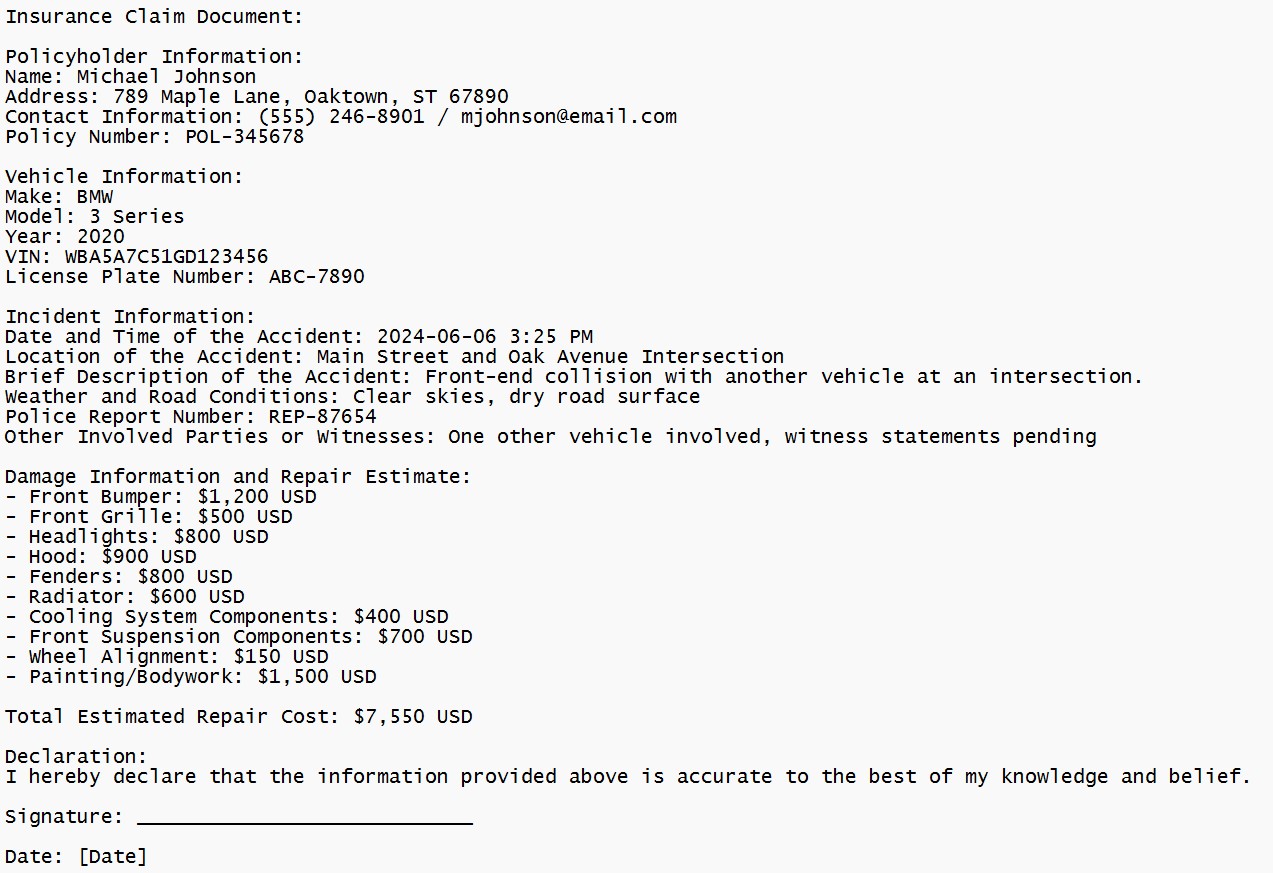 Insurance Claim Document:
Policyholder Information:
Name: Michael Johnson
Address: 789 Maple Lane, Oaktown, ST 67890
Contact Information: (555) 246-8901 / mjohnson@email.com
Policy Number: POL-345678
Vehicle Information:
Make: BMW
Model: 3 Series
Year: 2020
VIN: WBA5A7C51GD123456
License Plate Number: ABC-7890
Incident Information:
Date and Time of the Accident: 2024-06-06 3:25 PM
Location of the Accident: Main Street and Oak Avenue Intersection
Brief Description of the Accident: Front-end collision with another vehicle at an intersection.
Weather and Road Conditions: Clear skies, dry road surface
Police Report Number: REP-87654
Other Involved Parties or Witnesses: One other vehicle involved, witness statements pending
Damage Information and Repair Estimate:
- Front Bumper: $1,200 USD
- Front Grille: $500 USD
- Headlights: $800 USD
- Hood: $900 USD
- Fenders: $800 USD
- Radiator: $600 USD
- Cooling System Components: $400 USD
- Front Suspension Components: $700 USD
- Wheel Alignment: $150 USD
- Painting/Bodywork: $1,500 USD
Total Estimated Repair Cost: $7,550 USD
Declaration:
I hereby declare that the information provided above is accurate to the best of my knowledge and belief.
Signature: ____________________________
Date: [Date]